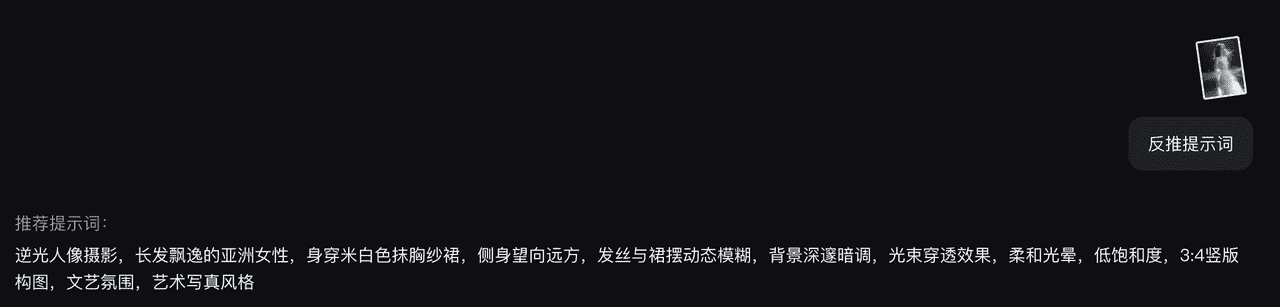 反推提示词
推荐提示词：
逆光人像摄影，长发飘逸的亚洲女性，身穿米白色抹胸纱裙，侧身望向远方，发丝与裙摆动态模糊，背景深邃暗调，光束穿透效果，柔和光晕，低饱和度，3:4竖版
构图，文艺氛围，艺术写真风格